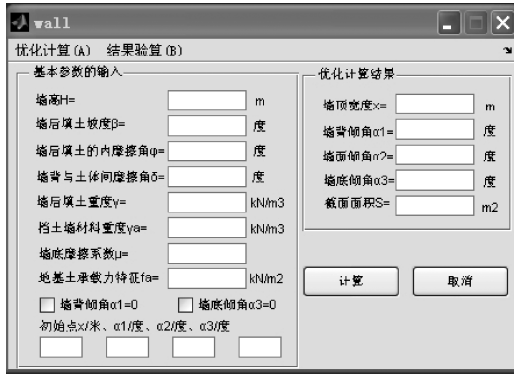 wall
优化计算(A) 结果验算(B)
基本参数的输入
墙高H= m
墙后填土坡度β= 度
墙后填土的内摩擦角φ= 度
墙背与土体间摩擦角δ= 度
墙后填土重度γ= kN/m3
挡土墙材料重度γa= kN/m3
墙底摩擦系数μ=
地基土承载力特征fa= kN/m2
墙背倾角α1=0 墙底倾角α3=0
初始点x/米、α1/度、α2/度、α3/度
优化计算结果
墙顶宽度x= m
墙背倾角α1= 度
墙面倾角α2= 度
墙底倾角α3= 度
截面面积S= m2
计算 取消